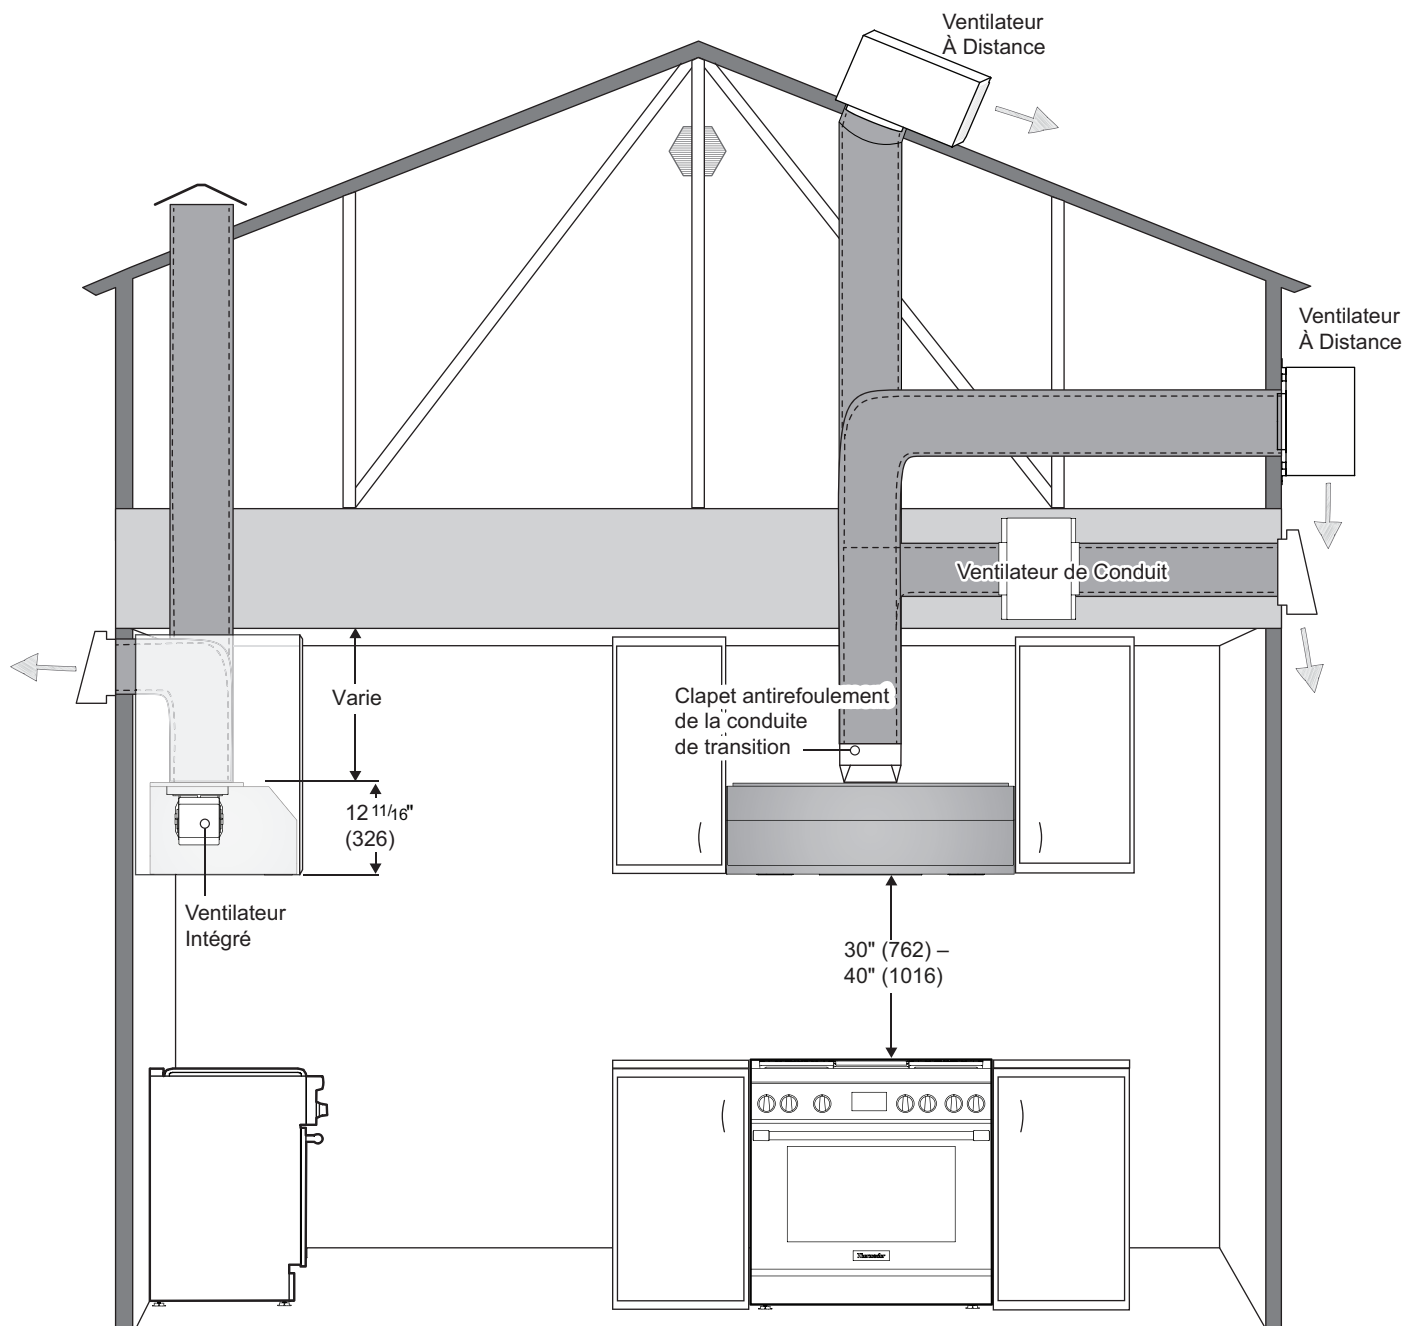 Ventilateur
À Distance
Ventilateur
À Distance
Ventilateur de Conduit
Varie
Clapet antirefoulement
de la conduite
de transition
12 11/16"
(326)
Ventilateur
Intégré
30" (762) –
40" (1016)
Thermador